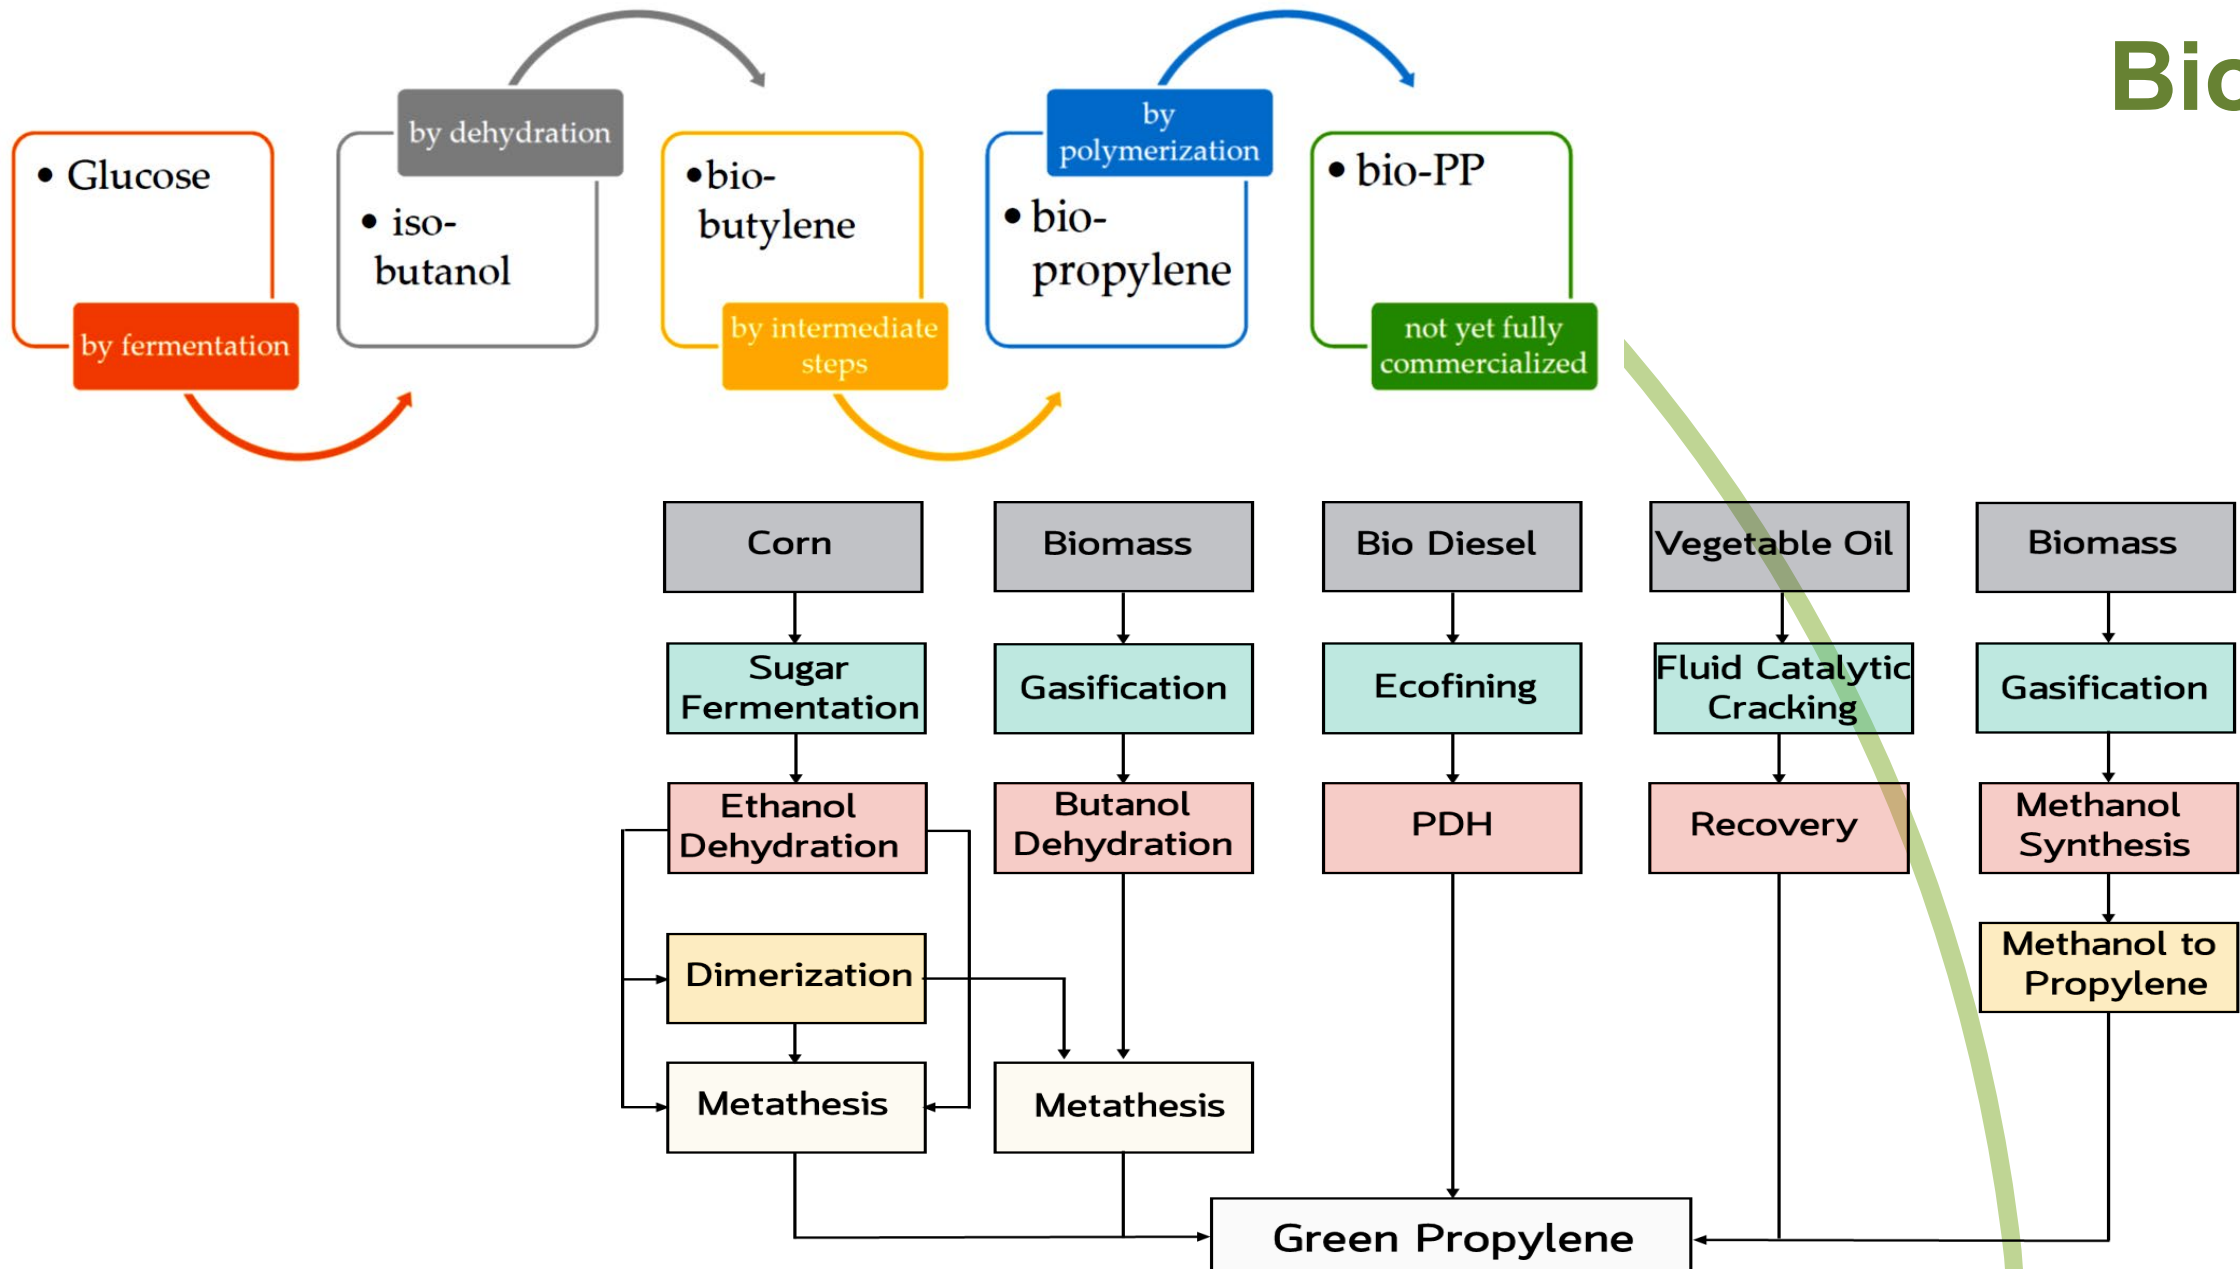 Bio
by dehydration
by
polymerization
• Glucose
• iso-
butanol
•bio-
butylene
• bio-
propylene
• bio-PP
by fermentation
by intermediate
steps
not yet fully
commercialized
Corn
Biomass
Bio Diesel
Vegetable Oil
Biomass
Sugar
Fermentation
Gasification
Ecofining
Fluid Catalytic
Cracking
Gasification
Ethanol
Dehydration
Butanol
Dehydration
PDH
Recovery
Methanol
Synthesis
Dimerization
Methanol to
Propylene
Metathesis
Metathesis
Green Propylene